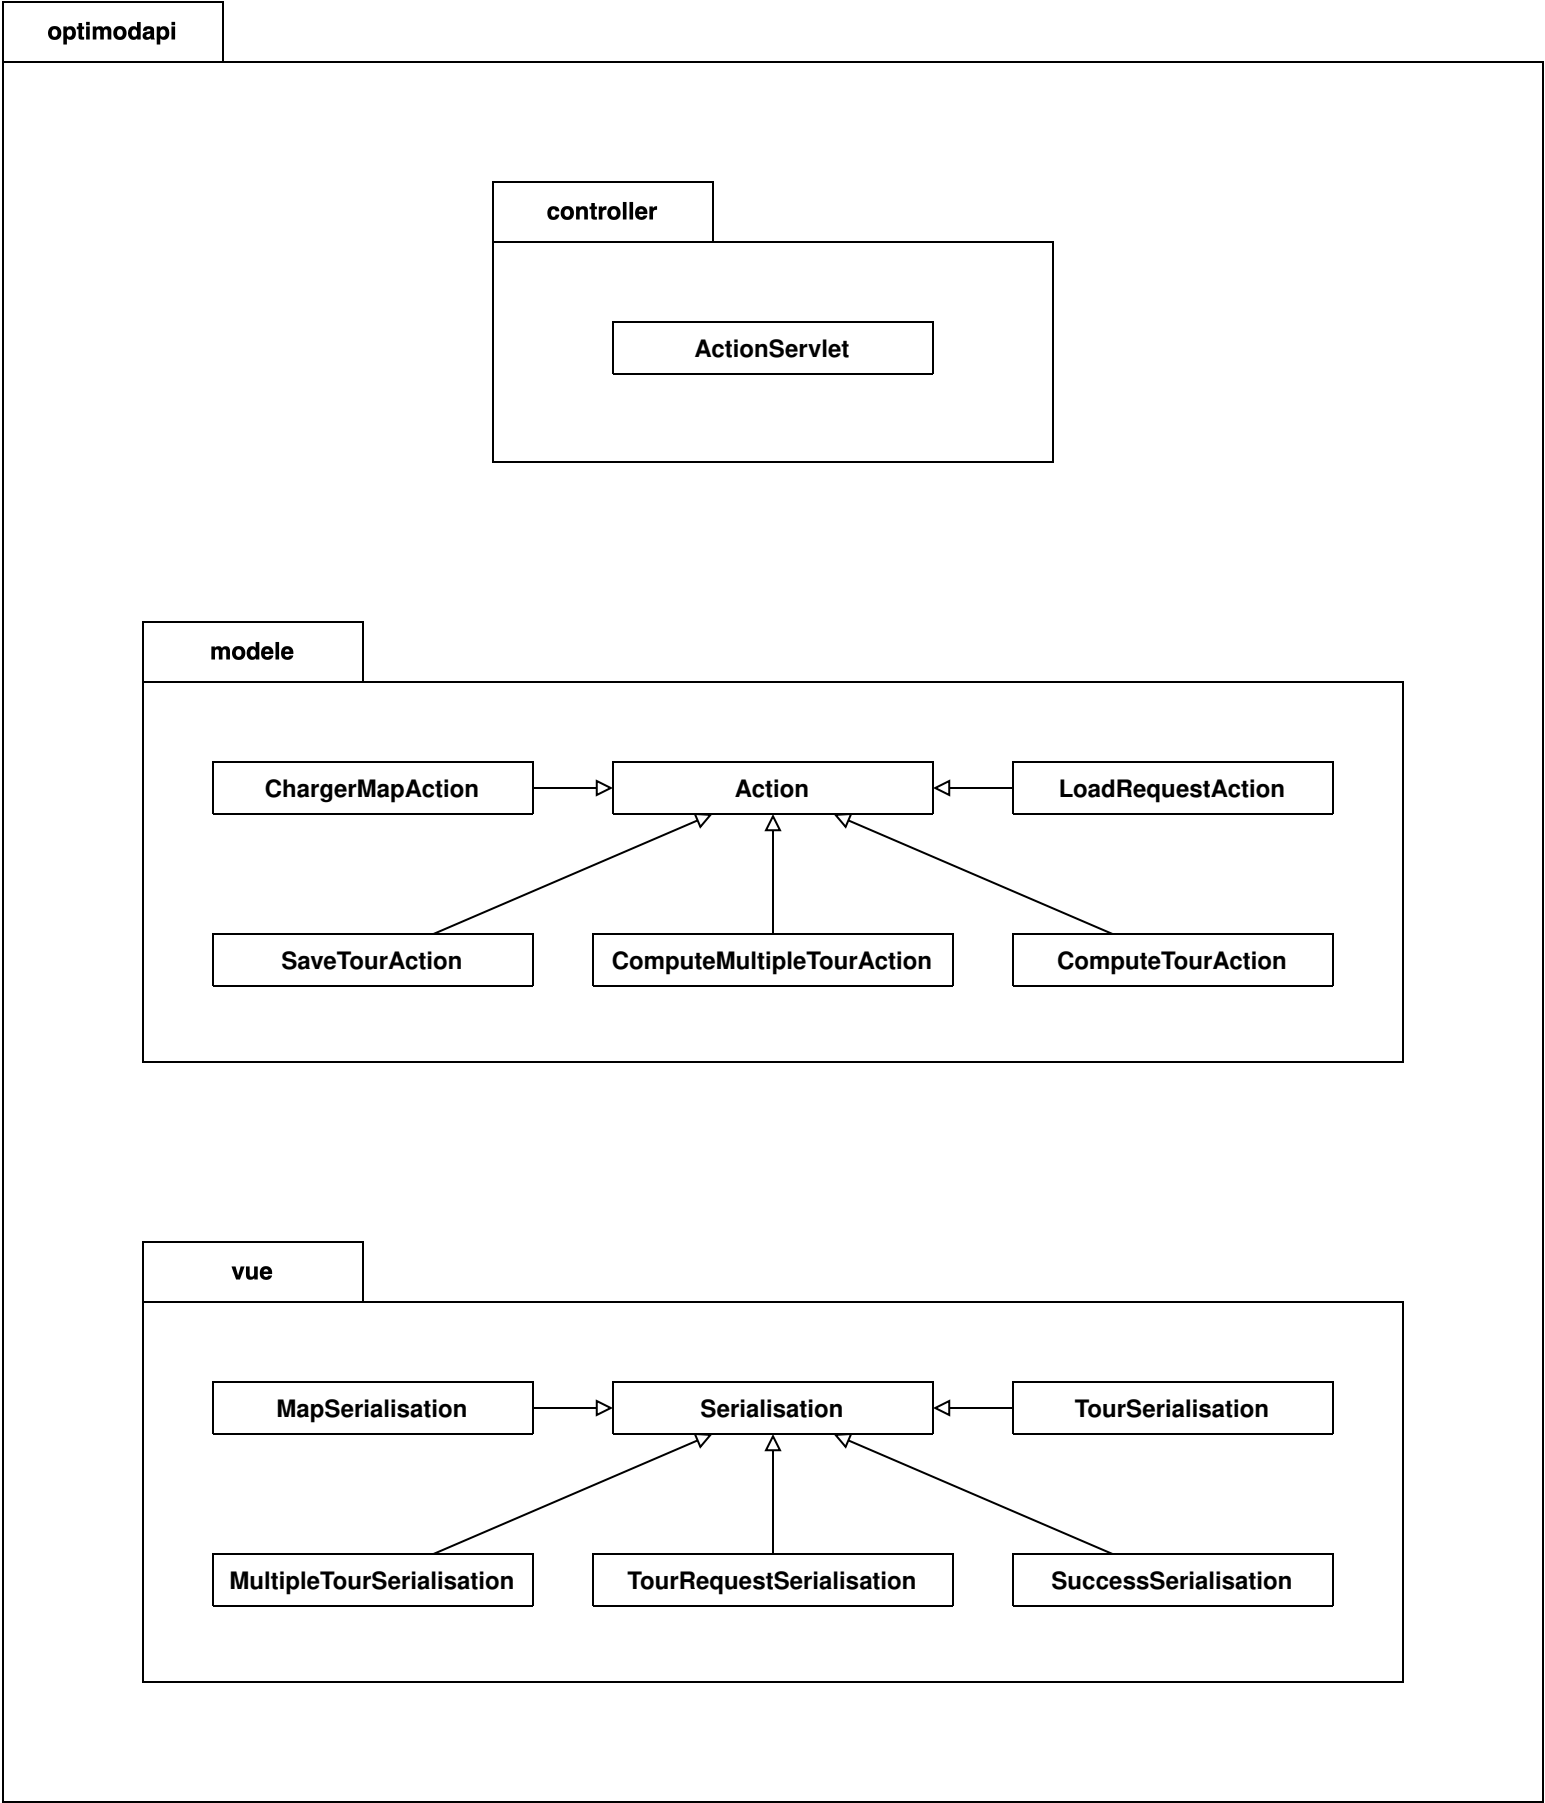 optimodapi
controller
ActionServlet
modele
ChargerMapAction
Action
LoadRequestAction
SaveTourAction
ComputeMultipleTourAction
ComputeTourAction
vue
MapSerialisation
Serialisation
TourSerialisation
MultipleTourSerialisation
TourRequestSerialisation
SuccessSerialisation